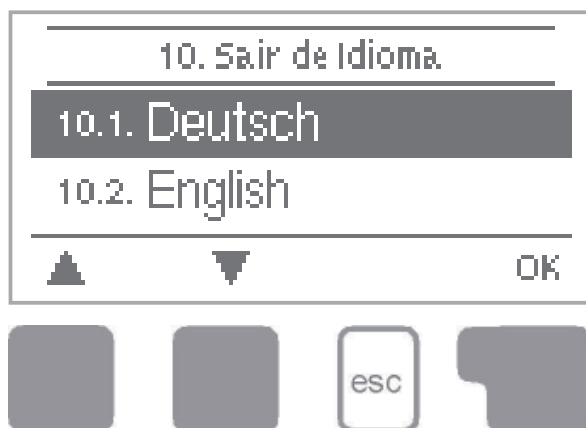 10. Sair de Idioma
10.1. Deutsch
10.2. English
OK
esc